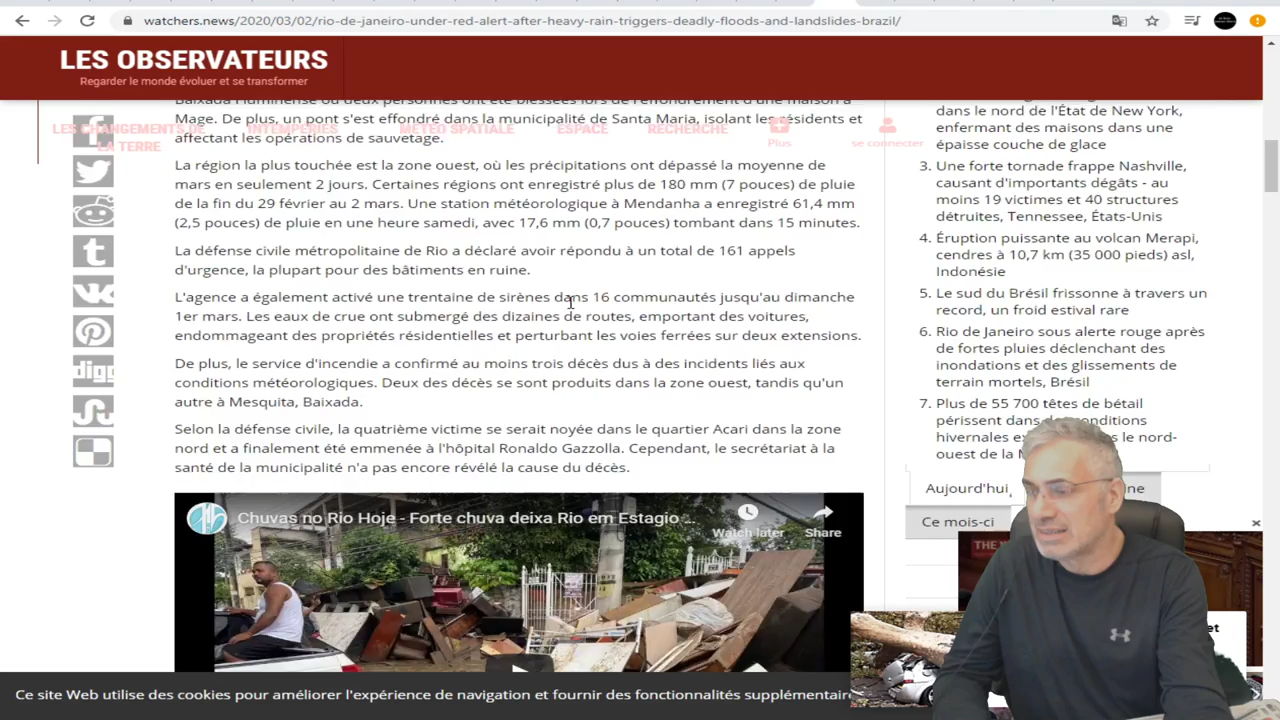 watchers.news/2020/03/02/rio-de-janeiro-under-red-alert-after-heavy-rain-triggers-deadly-floods-and-landslides-brazil/
LES OBSERVATEURS
Regarder le monde évoluer et se transformer
LES CHANGEMENTS DE LA TERRE
INTEMPÉRIES
MÉTÉO SPATIALE
ESPACE
RECHERCHE
Plus
se connecter
deux personnes ont été blessées lors de l'effondrement d'une maison à
Mage. De plus, un pont s'est effondré dans la municipalité de Santa Maria, isolant les résidents et
affectant les opérations de sauvetage.
La région la plus touchée est la zone ouest, où les précipitations ont dépassé la moyenne de
mars en seulement 2 jours. Certaines régions ont enregistré plus de 180 mm (7 pouces) de pluie
de la fin du 29 février au 2 mars. Une station météorologique à Mendanha a enregistré 61,4 mm
(2,5 pouces) de pluie en une heure samedi, avec 17,6 mm (0,7 pouces) tombant dans 15 minutes.
La défense civile métropolitaine de Rio a déclaré avoir répondu à un total de 161 appels
d'urgence, la plupart pour des bâtiments en ruine.
L'agence a également activé une trentaine de sirènes dans 16 communautés jusqu'au dimanche
1er mars. Les eaux de crue ont submergé des dizaines de routes, emportant des voitures,
endommageant des propriétés résidentielles et perturbant les voies ferrées sur deux extensions.
De plus, le service d'incendie a confirmé au moins trois décès dus à des incidents liés aux
conditions météorologiques. Deux des décès se sont produits dans la zone ouest, tandis qu'un
autre à Mesquita, Baixada.
Selon la défense civile, la quatrième victime se serait noyée dans le quartier Acari dans la zone
nord et a finalement été emmenée à l'hôpital Ronaldo Gazzolla. Cependant, le secrétariat à la
santé de la municipalité n'a pas encore révélé la cause du décès.
digg
Chuvas no Rio Hoje - Forte chuva deixa Rio em Estagio ...
Watch later
Share
dans le nord de l'État de New York,
enfermant des maisons dans une
épaisse couche de glace
3. Une forte tornade frappe Nashville,
causant d'importants dégâts - au
moins 19 victimes et 40 structures
détruites, Tennessee, États-Unis
4. Éruption puissante au volcan Merapi,
cendres à 10,7 km (35 000 pieds) asl,
Indonésie
5. Le sud du Brésil frissonne à travers un
record, un froid estival rare
6. Rio de Janeiro sous alerte rouge après
de fortes pluies déclenchant des
inondations et des glissements de
terrain mortels, Brésil
7. Plus de 55 700 têtes de bétail
périssent dans
hivernales le nord-
ouest de la
Aujourd'hui
Ce mois-ci
THE
et
Ce site Web utilise des cookies pour améliorer l'expérience de navigation et fournir des fonctionnalités supplémentaire